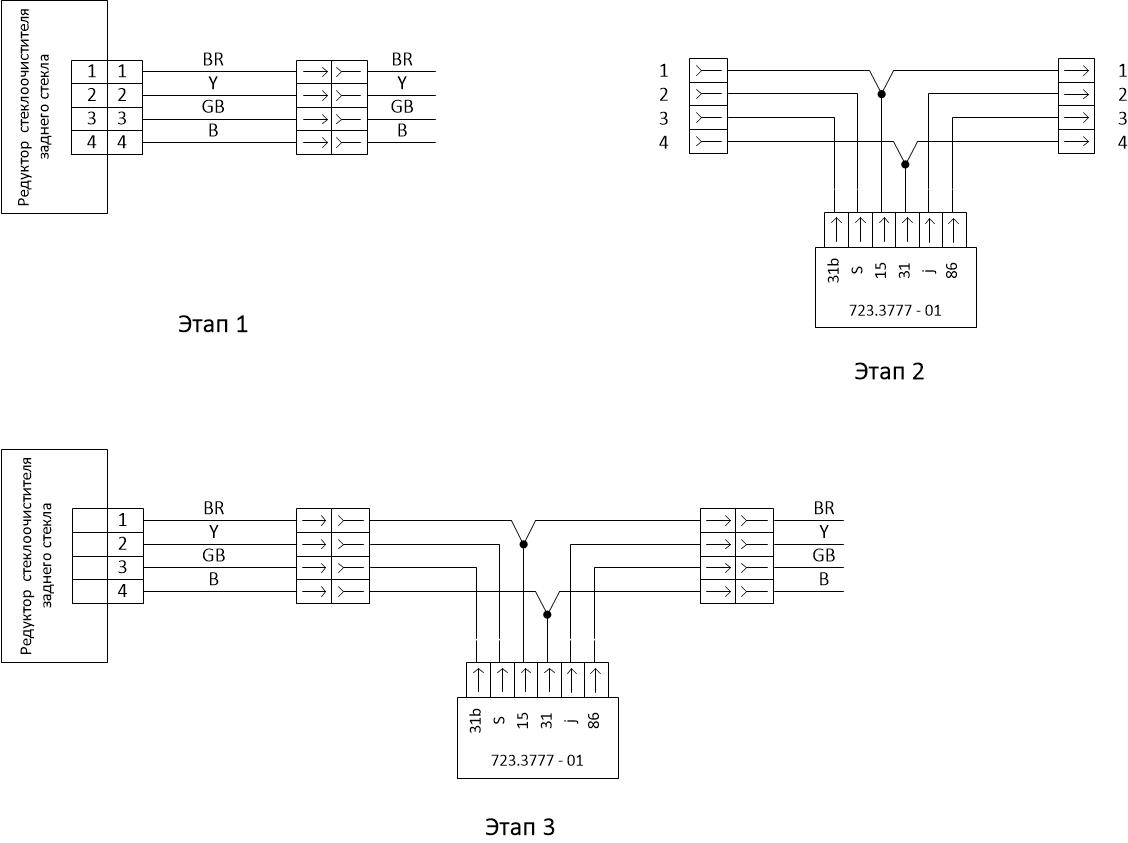 Редуктор стеклоочистителя
заднего стекла
1 1 BR BR
2 2 Y Y
3 3 GB GB
4 4 B B
Этап 1
1 1
2 2
3 3
4 4
31b S 15 31 j 86
723.3777 - 01
Этап 2
Редуктор стеклоочистителя
заднего стекла
1 BR BR
2 Y Y
3 GB GB
4 B B
31b S 15 31 j 86
723.3777 - 01
Этап 3